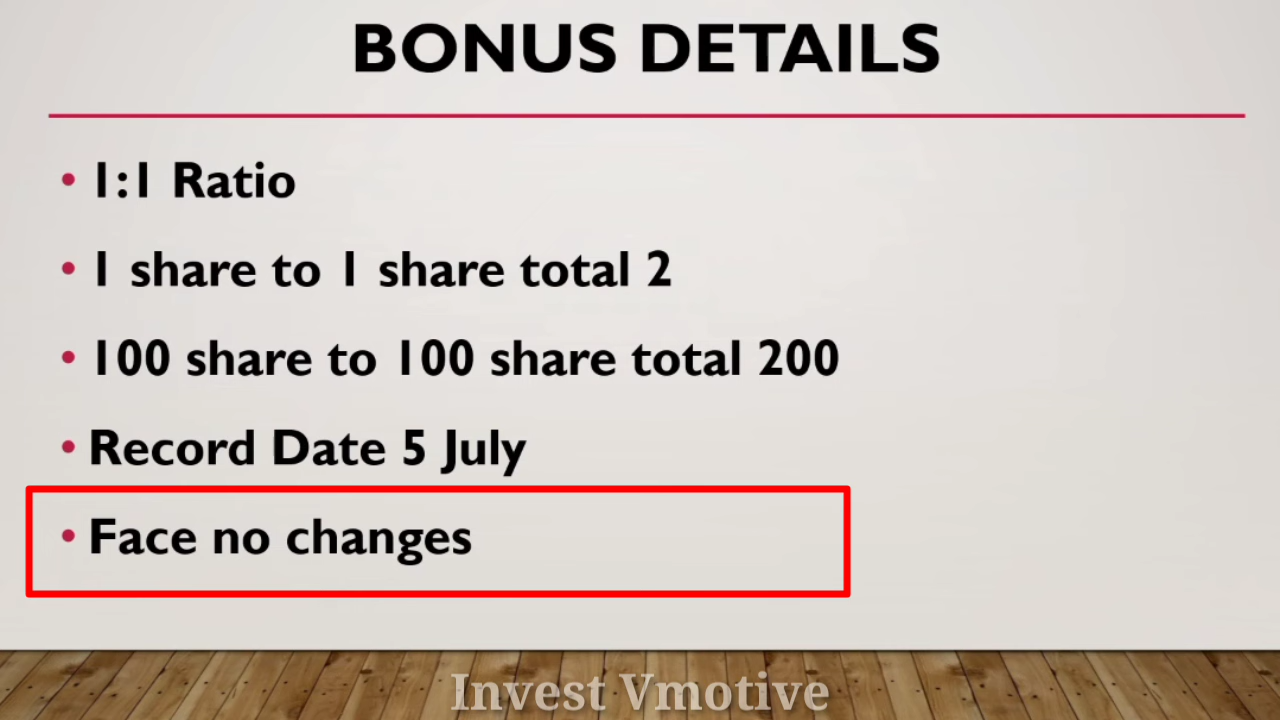 BONUS DETAILS
• 1:1 Ratio
• 1 share to 1 share total 2
• 100 share to 100 share total 200
• Record Date 5 July
• Face no changes
Invest Vmotive